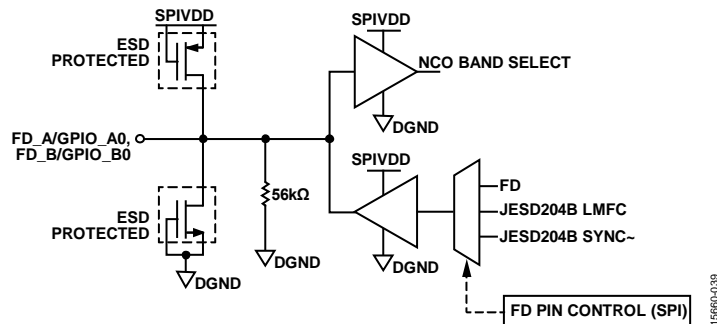 SPIVDD
ESD
PROTECTED
SPIVDD
NCO BAND SELECT
DGND
FD_A/GPIO_A0,
FD_B/GPIO_B0
56kΩ
SPIVDD
FD
JESD204B LMFC
JESD204B SYNC~
ESD
PROTECTED
DGND
DGND
DGND
FD PIN CONTROL (SPI)
15660-039